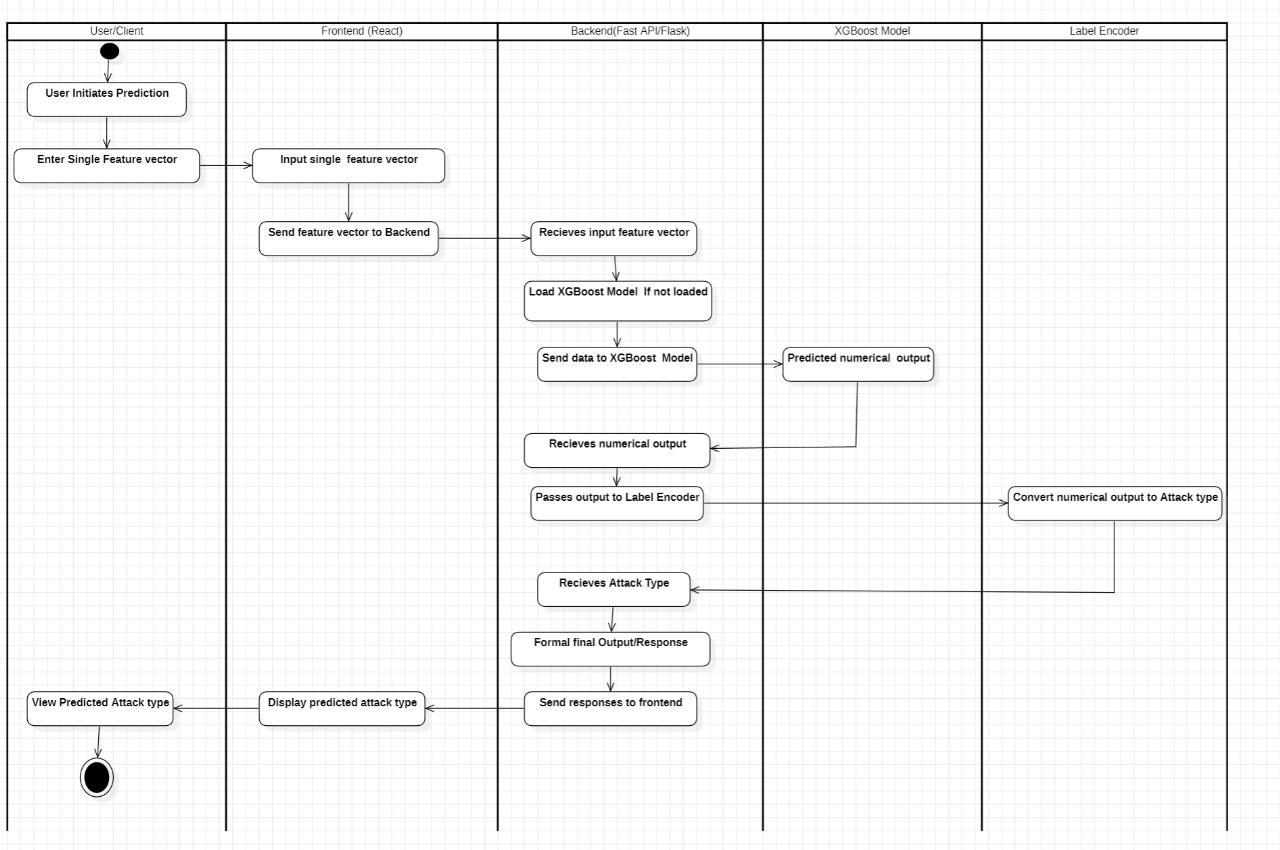 User/Client
Frontend (React)
Backend(Fast API/Flask)
XGBoost Model
Label Encoder
User Initiates Prediction
Enter Single Feature vector
Input single  feature vector
Send feature vector to Backend
Recieves input feature vector
Load XGBoost Model  If not loaded
Send data to XGBoost  Model
Predicted numerical  output
Recieves numerical output
Passes output to Label Encoder
Convert numerical output to Attack type
Recieves Attack Type
Formal final Output/Response
Send responses to frontend
Display predicted attack type
View Predicted Attack type